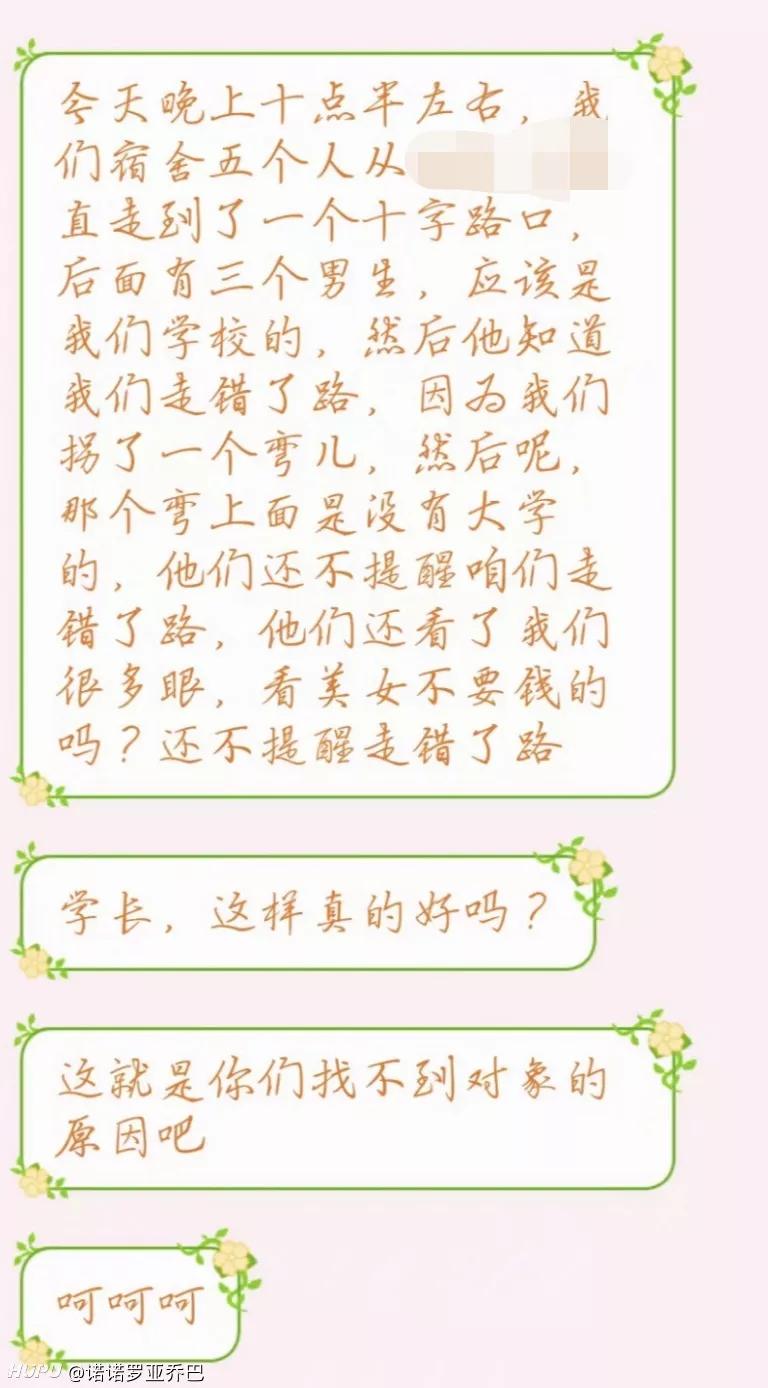 今天晚上十点半左右，我
们宿舍五个人从
直走到了一个十字路口，
后面有三个男生，应该是
我们学校的，然后他知道
我们走错了路，因为我们
拐了一个弯儿，然后呢，
那个弯上面是没有大学
的，他们还不提醒咱们走
错了路，他们还看了我们
很多眼，看美女不要钱的
吗？还不提醒走错了路
学长，这样真的好吗？
这就是你们找不到对象的
原因吧
呵呵呵
HUPU @诺诺罗亚乔巴